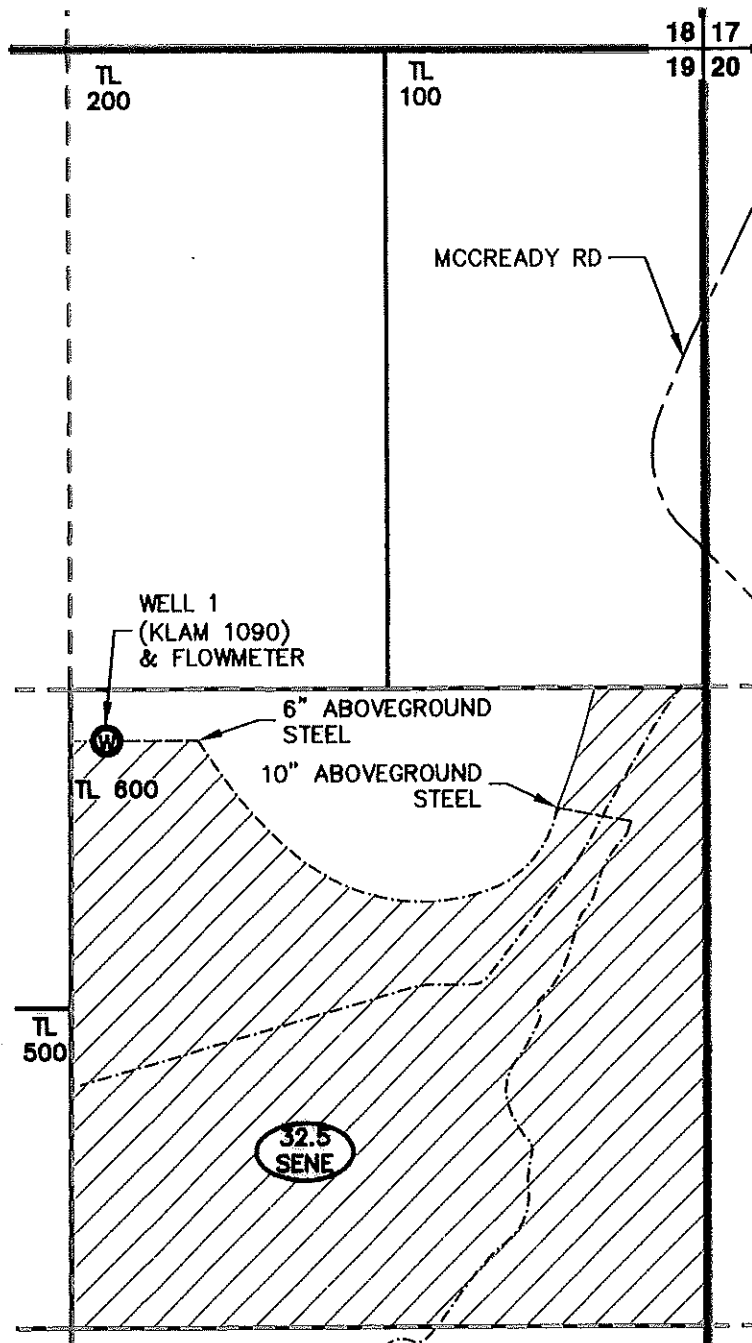 18 17
19 20
TL
200
TL
100
MCCREADY RD
WELL 1
(KLAM 1090)
& FLOWMETER
6" ABOVEGROUND
STEEL
W
10" ABOVEGROUND
STEEL
TL 600
TL
500
32.5
SENE